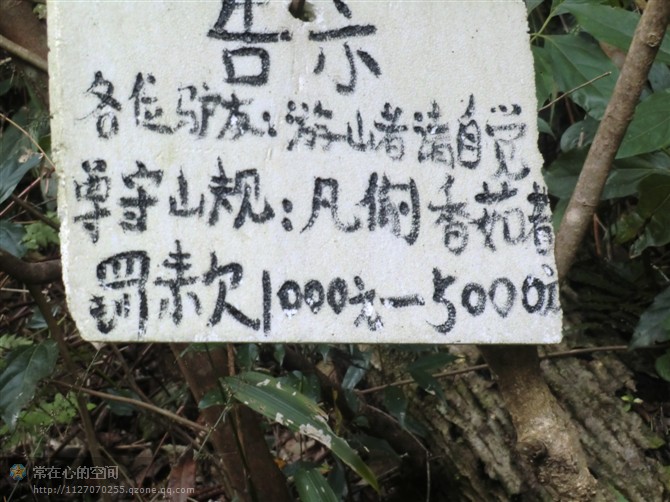 告示
各位驴友:游山者请自觉
尊守山规:凡偷香茹者
罚款1000元—5000元
常在心的空间
http://1127070255.qzone.qq.com